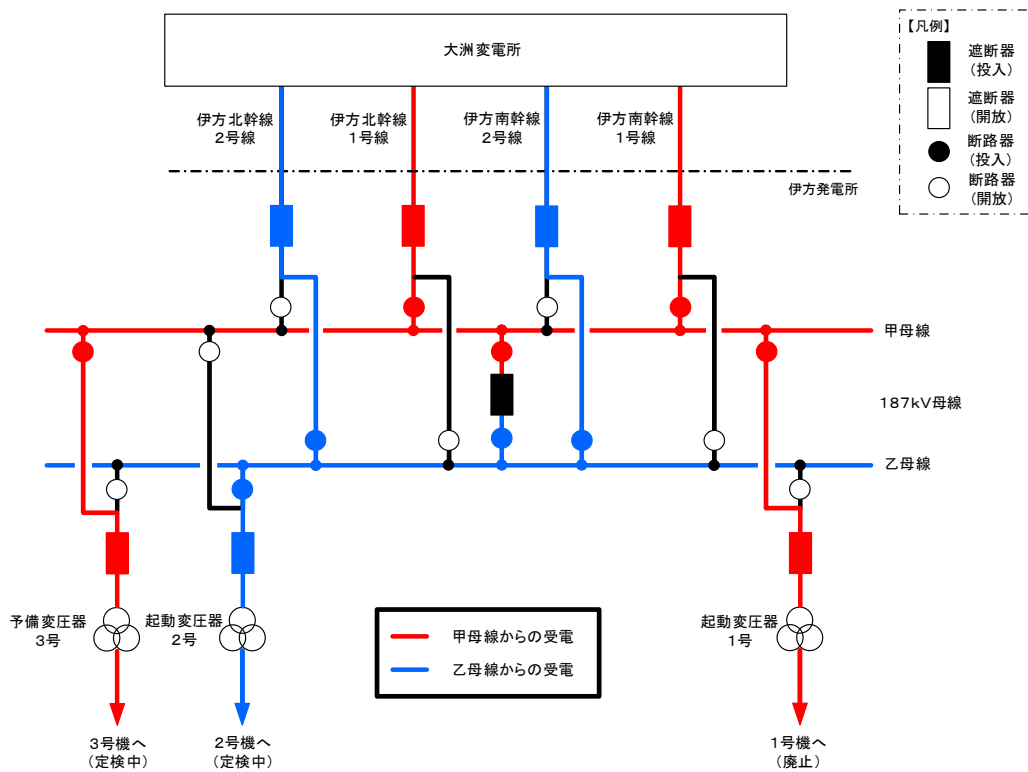 大洲変電所
【凡例】
遮断器
(投入)
遮断器
(開放)
断路器
(投入)
断路器
(開放)
伊方北幹線
2号線
伊方北幹線
1号線
伊方南幹線
2号線
伊方南幹線
1号線
伊方発電所
甲母線
187kV母線
乙母線
予備変圧器
3号
起動変圧器
2号
起動変圧器
1号
甲母線からの受電
乙母線からの受電
3号機へ
(定検中)
2号機へ
(定検中)
1号機へ
(廃止)